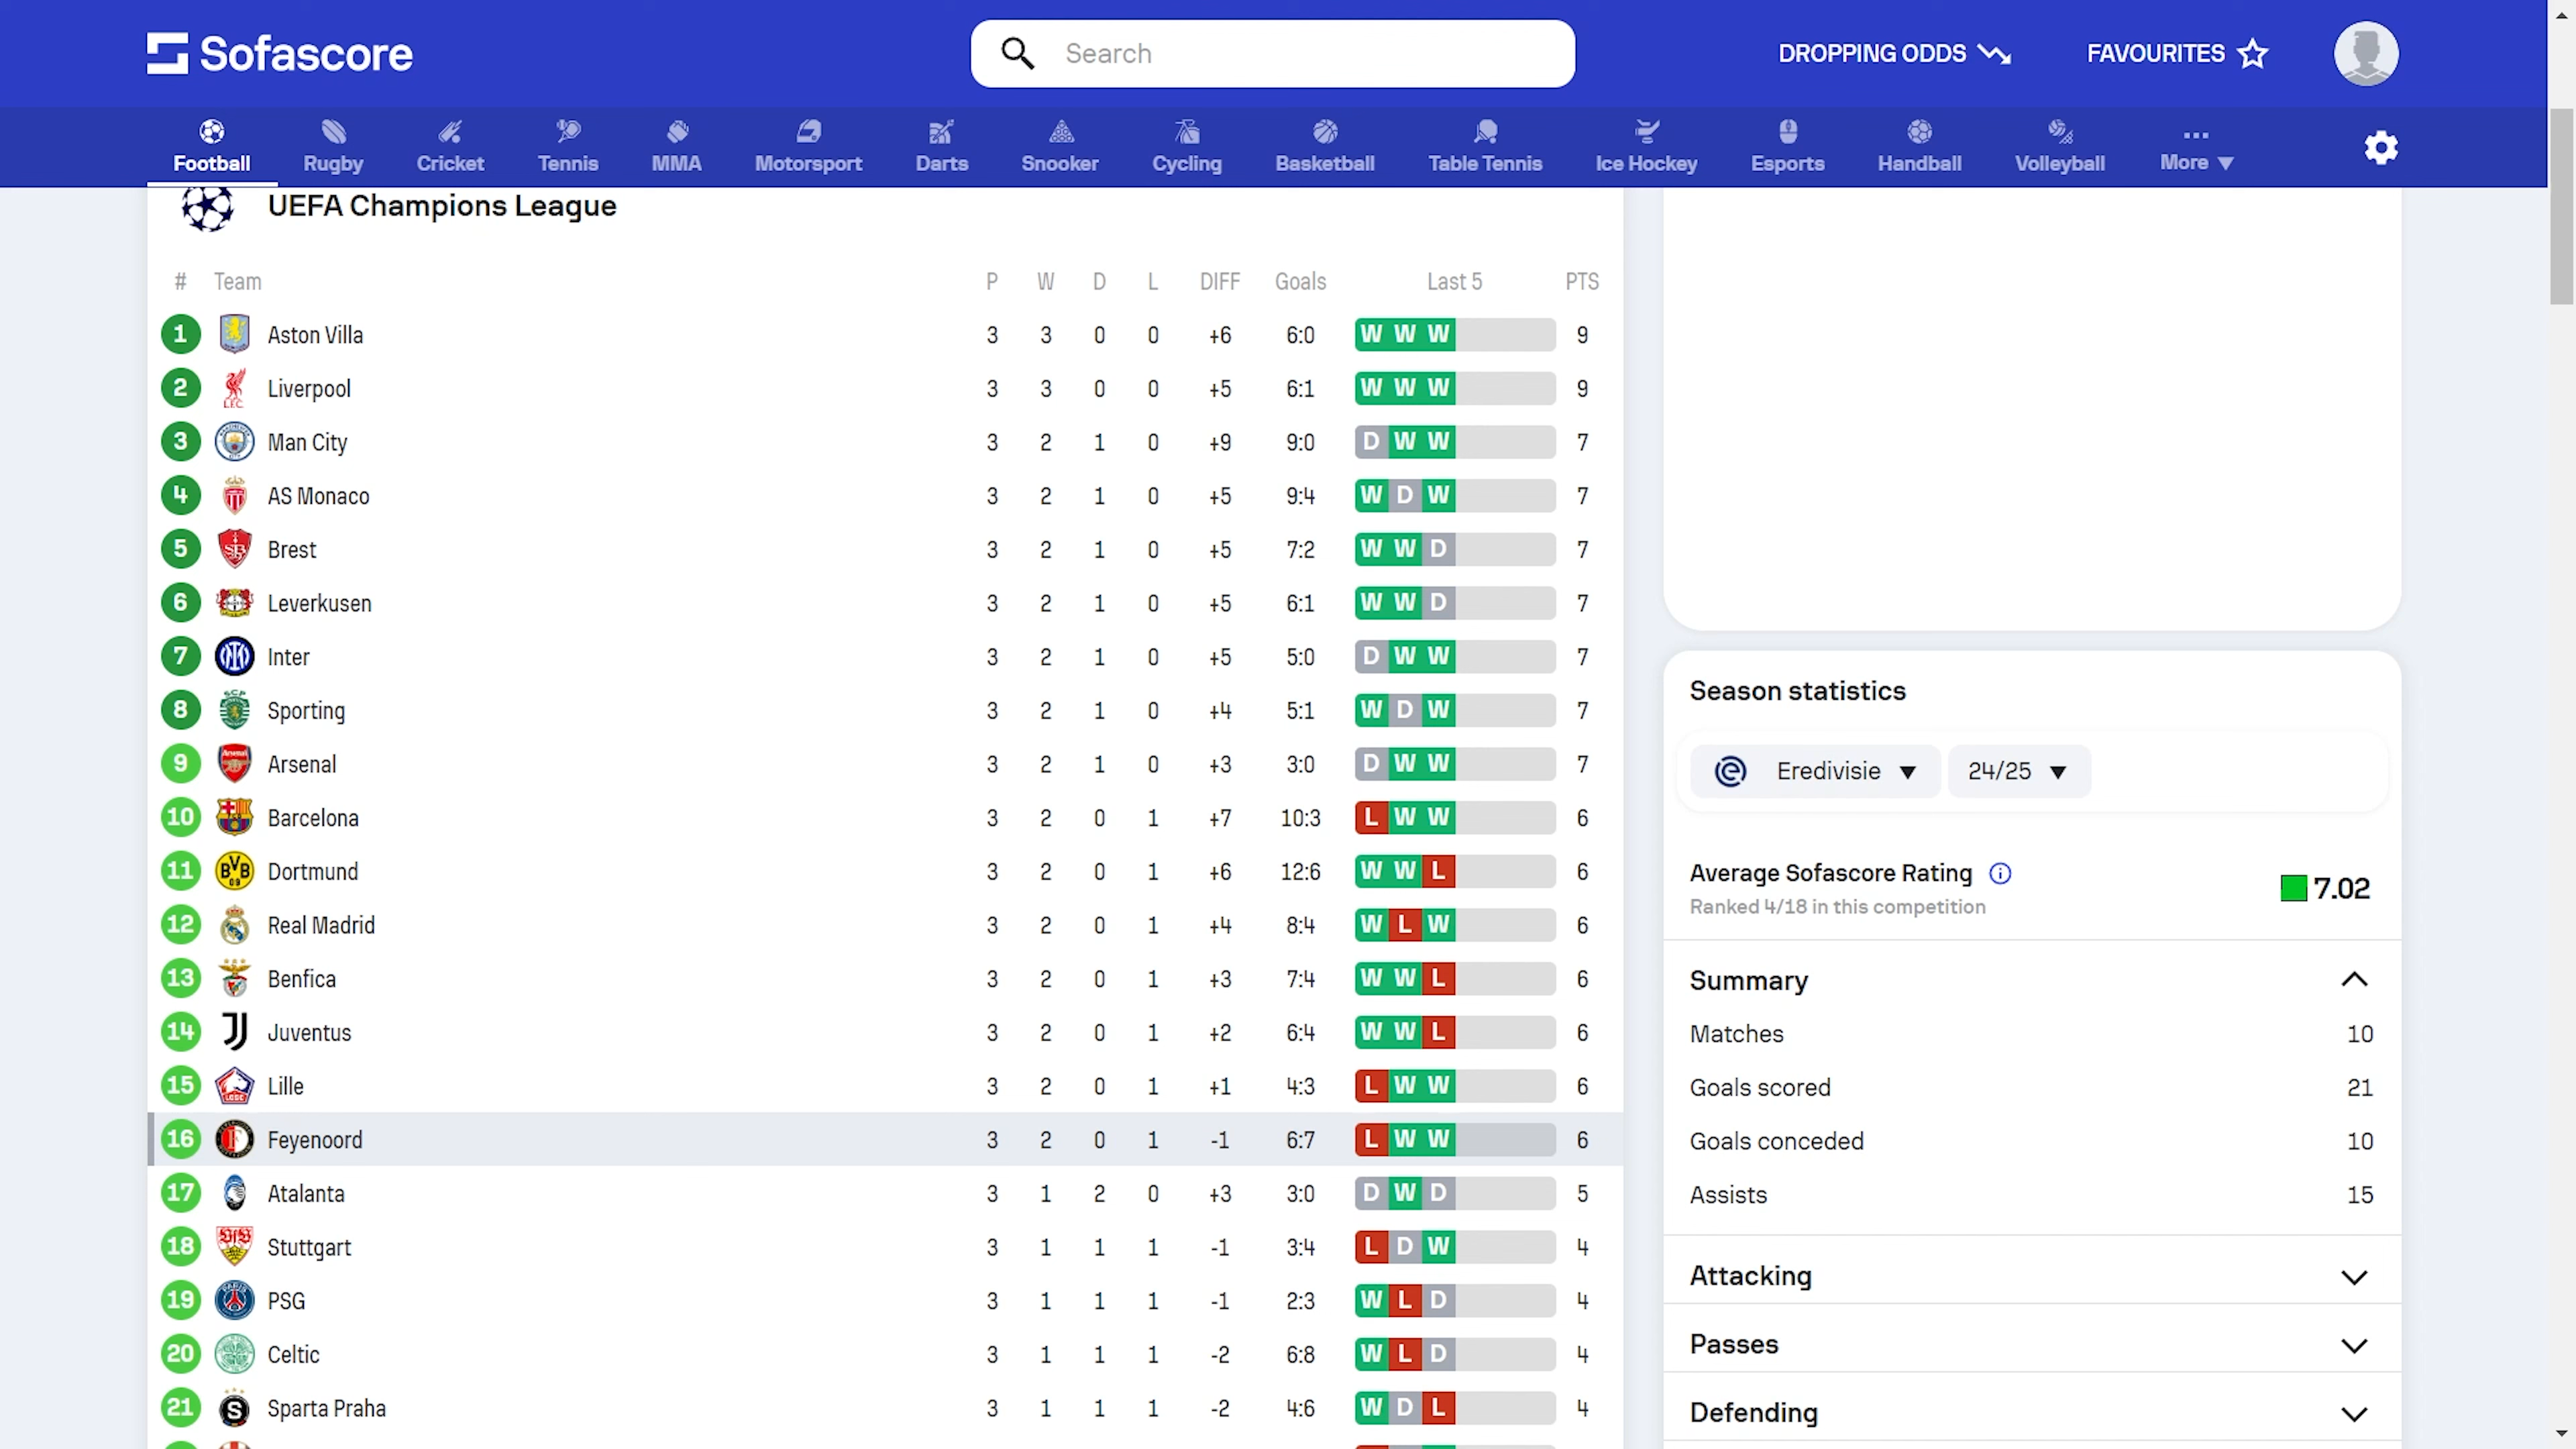 Sofascore
Search
DROPPING ODDS
FAVOURITES
Football
Rugby
Cricket
Tennis
MMA
Motorsport
Darts
Snooker
Cycling
Basketball
Table Tennis
Ice Hockey
Esports
Handball
Volleyball
More
UEFA Champions League
# Team P W D L DIFF Goals Last 5 PTS
1 Aston Villa 3 3 0 0 +6 6:0 W W W 9
2 Liverpool 3 3 0 0 +5 6:1 W W W 9
3 Man City 3 2 1 0 +9 9:0 D W W 7
4 AS Monaco 3 2 1 0 +5 9:4 W D W 7
5 Brest 3 2 1 0 +5 7:2 W W D 7
6 Leverkusen 3 2 1 0 +5 6:1 W W D 7
7 Inter 3 2 1 0 +5 5:0 D W W 7
8 Sporting 3 2 1 0 +4 5:1 W D W 7
9 Arsenal 3 2 1 0 +3 3:0 D W W 7
10 Barcelona 3 2 0 1 +7 10:3 L W W 6
11 Dortmund 3 2 0 1 +6 12:6 W W L 6
12 Real Madrid 3 2 0 1 +4 8:4 W L W 6
13 Benfica 3 2 0 1 +3 7:4 W W L 6
14 Juventus 3 2 0 1 +2 6:4 W W L 6
15 Lille 3 2 0 1 +1 4:3 L W W 6
16 Feyenoord 3 2 0 1 -1 6:7 L W W 6
17 Atalanta 3 1 2 0 +3 3:0 D W D 5
18 Stuttgart 3 1 1 1 -1 3:4 L D W 4
19 PSG 3 1 1 1 -1 2:3 W L D 4
20 Celtic 3 1 1 1 -2 6:8 W L D 4
21 Sparta Praha 3 1 1 1 -2 4:6 W D L 4
Season statistics
Eredivisie
24/25
Average Sofascore Rating
7.02
Ranked 4/18 in this competition
Summary
Matches 10
Goals scored 21
Goals conceded 10
Assists 15
Attacking
Passes
Defending